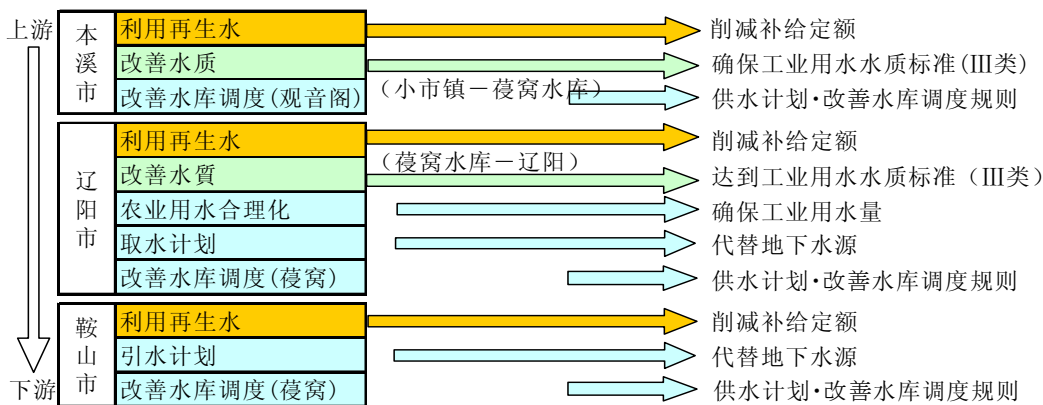 上游
本溪市
利用再生水
削减补给定额
改善水质
确保工业用水水质标准(Ⅲ类)
改善水库调度(观音阁)
(小市镇－葠窝水库)
供水计划·改善水库调度规则
辽阳市
利用再生水
削减补给定额
(葠窝水库－辽阳)
改善水質
达到工业用水水质标准（Ⅲ类）
农业用水合理化
确保工业用水量
取水计划
代替地下水源
改善水库调度(葠窝)
供水计划·改善水库调度规则
鞍山市
利用再生水
削减补给定额
引水计划
代替地下水源
下游
改善水库调度(葠窝)
供水计划·改善水库调度规则